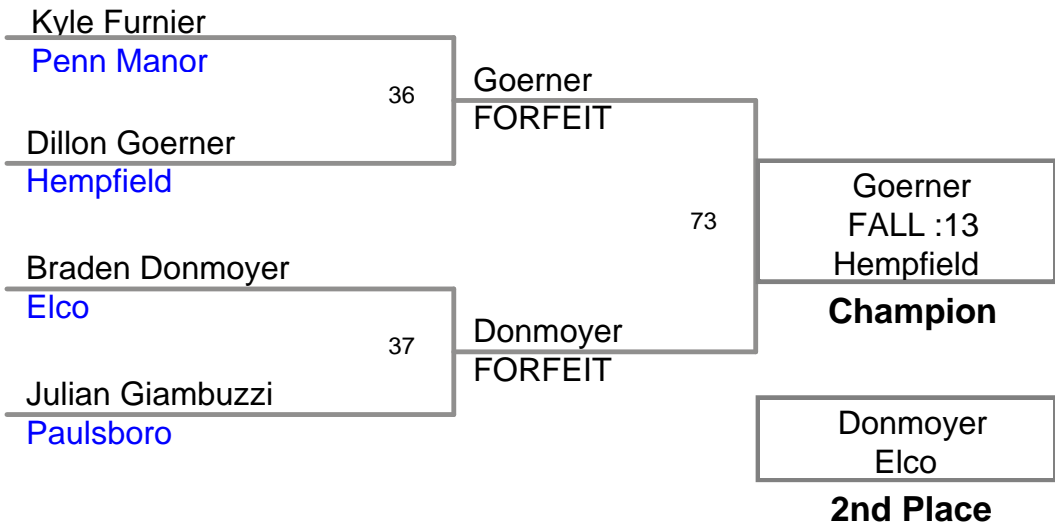 Kyle Furnier
Penn Manor
36
Goerner
FORFEIT
Dillon Goerner
Hempfield
73
Goerner
FALL :13
Hempfield
Champion
Braden Donmoyer
Elco
37
Donmoyer
FORFEIT
Julian Giambuzzi
Paulsboro
Donmoyer
Elco
2nd Place